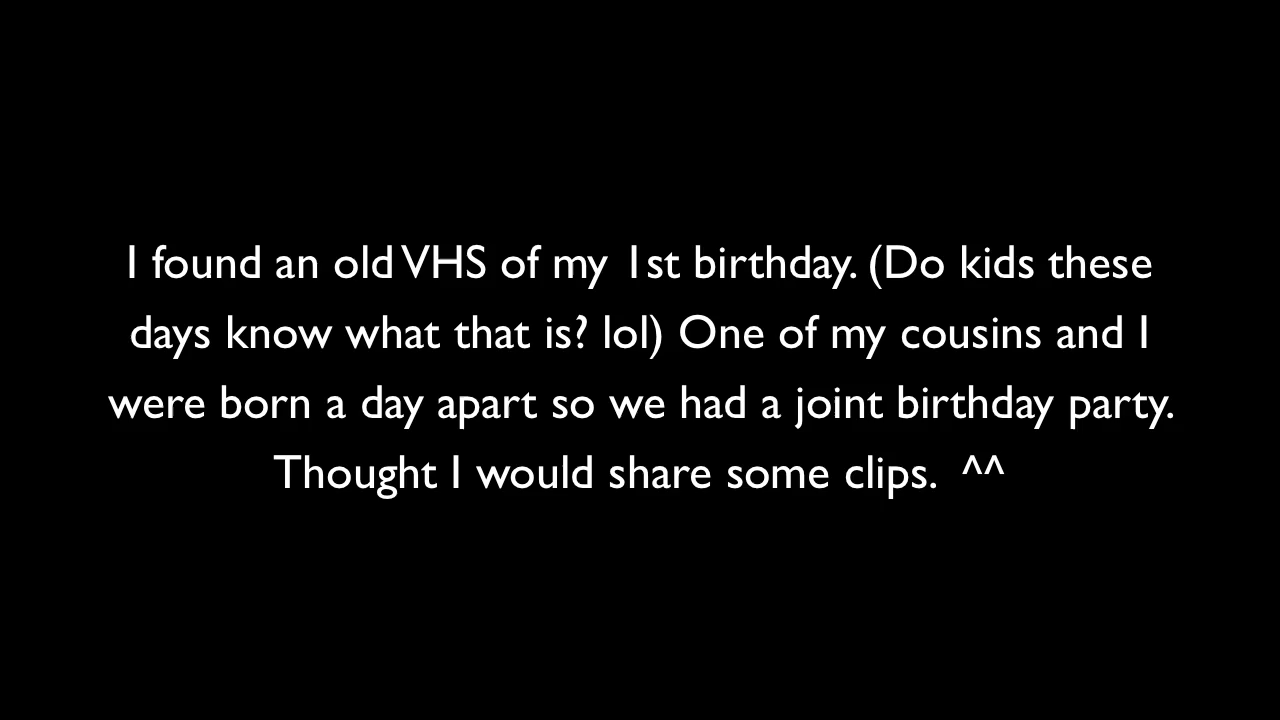 I found an old VHS of my 1st birthday. (Do kids these
days know what that is? lol) One of my cousins and I
were born a day apart so we had a joint birthday party.
Thought I would share some clips.  ^^